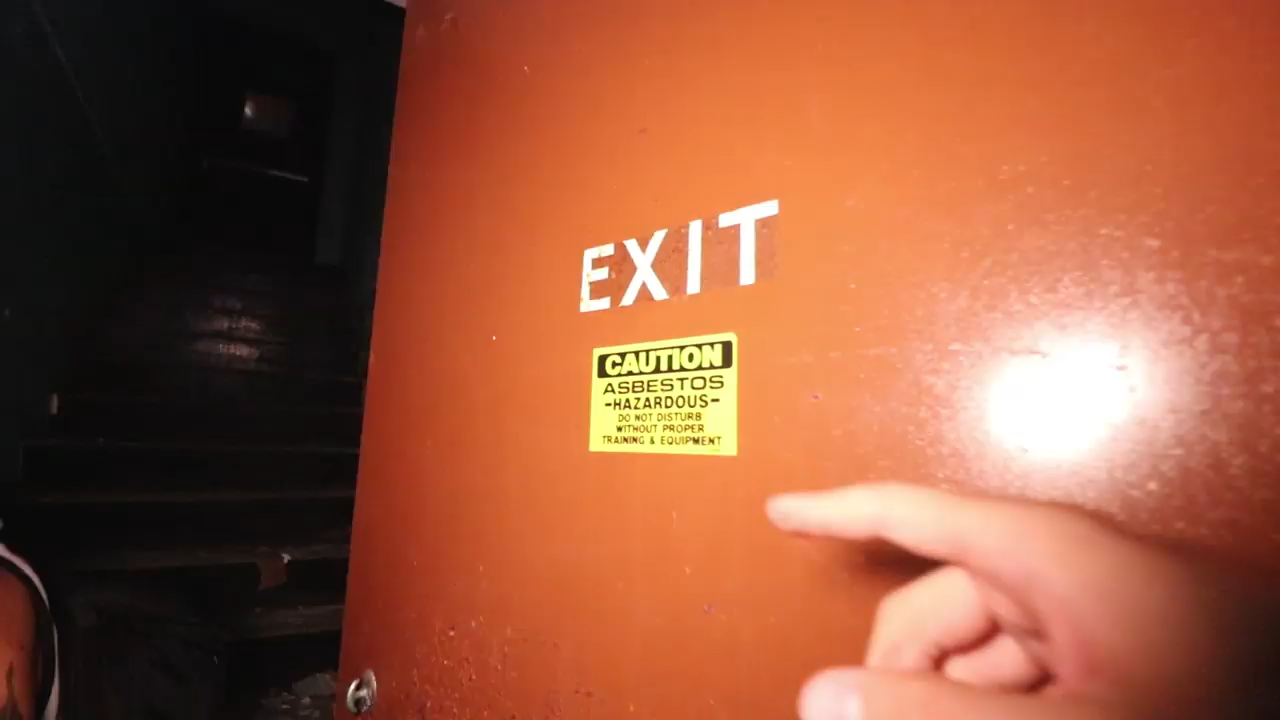 EXIT
CAUTION
ASBESTOS
-HAZARDOUS-
DO NOT DISTURB
WITHOUT PROPER
TRAINING & EQUIPMENT